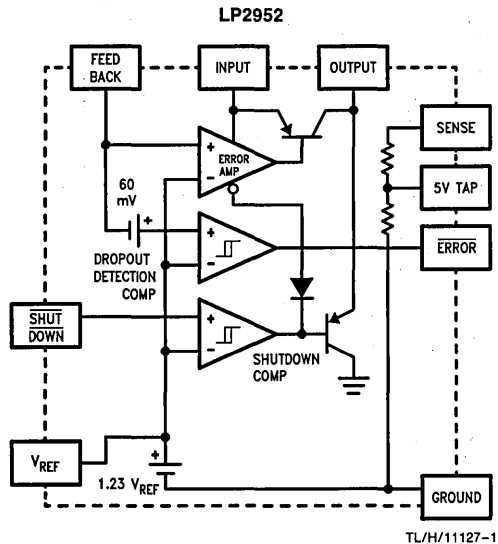 LP2952
FEED
BACK
INPUT
OUTPUT
SENSE
+
ERROR
AMP
−
5V TAP
60
mV
+
+
ERROR
DROPOUT
DETECTION
COMP
−
SHUT
DOWN
+
−
SHUTDOWN
COMP
VREF
+
1.23 VREF
GROUND
TL/H/11127-1